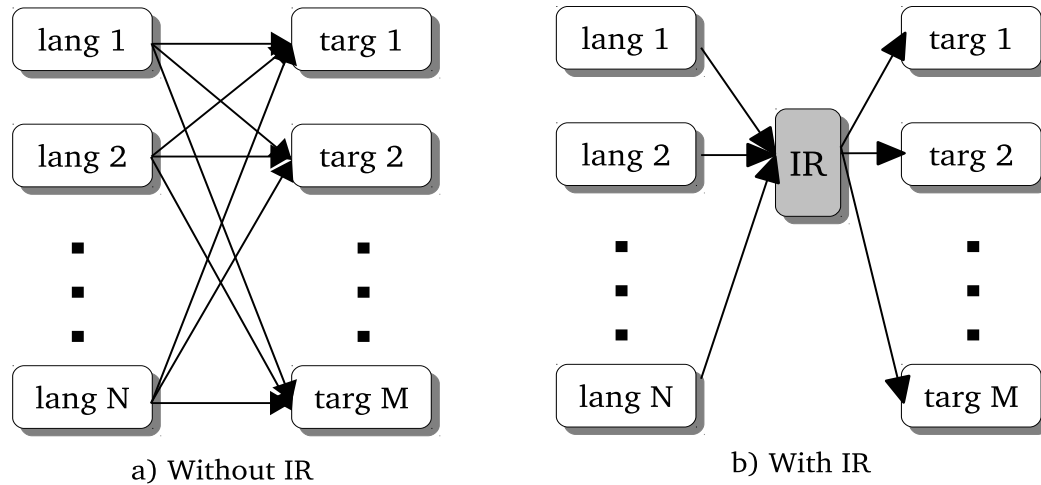 lang 1
targ 1
lang 2
targ 2
lang N
targ M
a) Without IR
lang 1
targ 1
lang 2
IR
targ 2
lang N
targ M
b) With IR